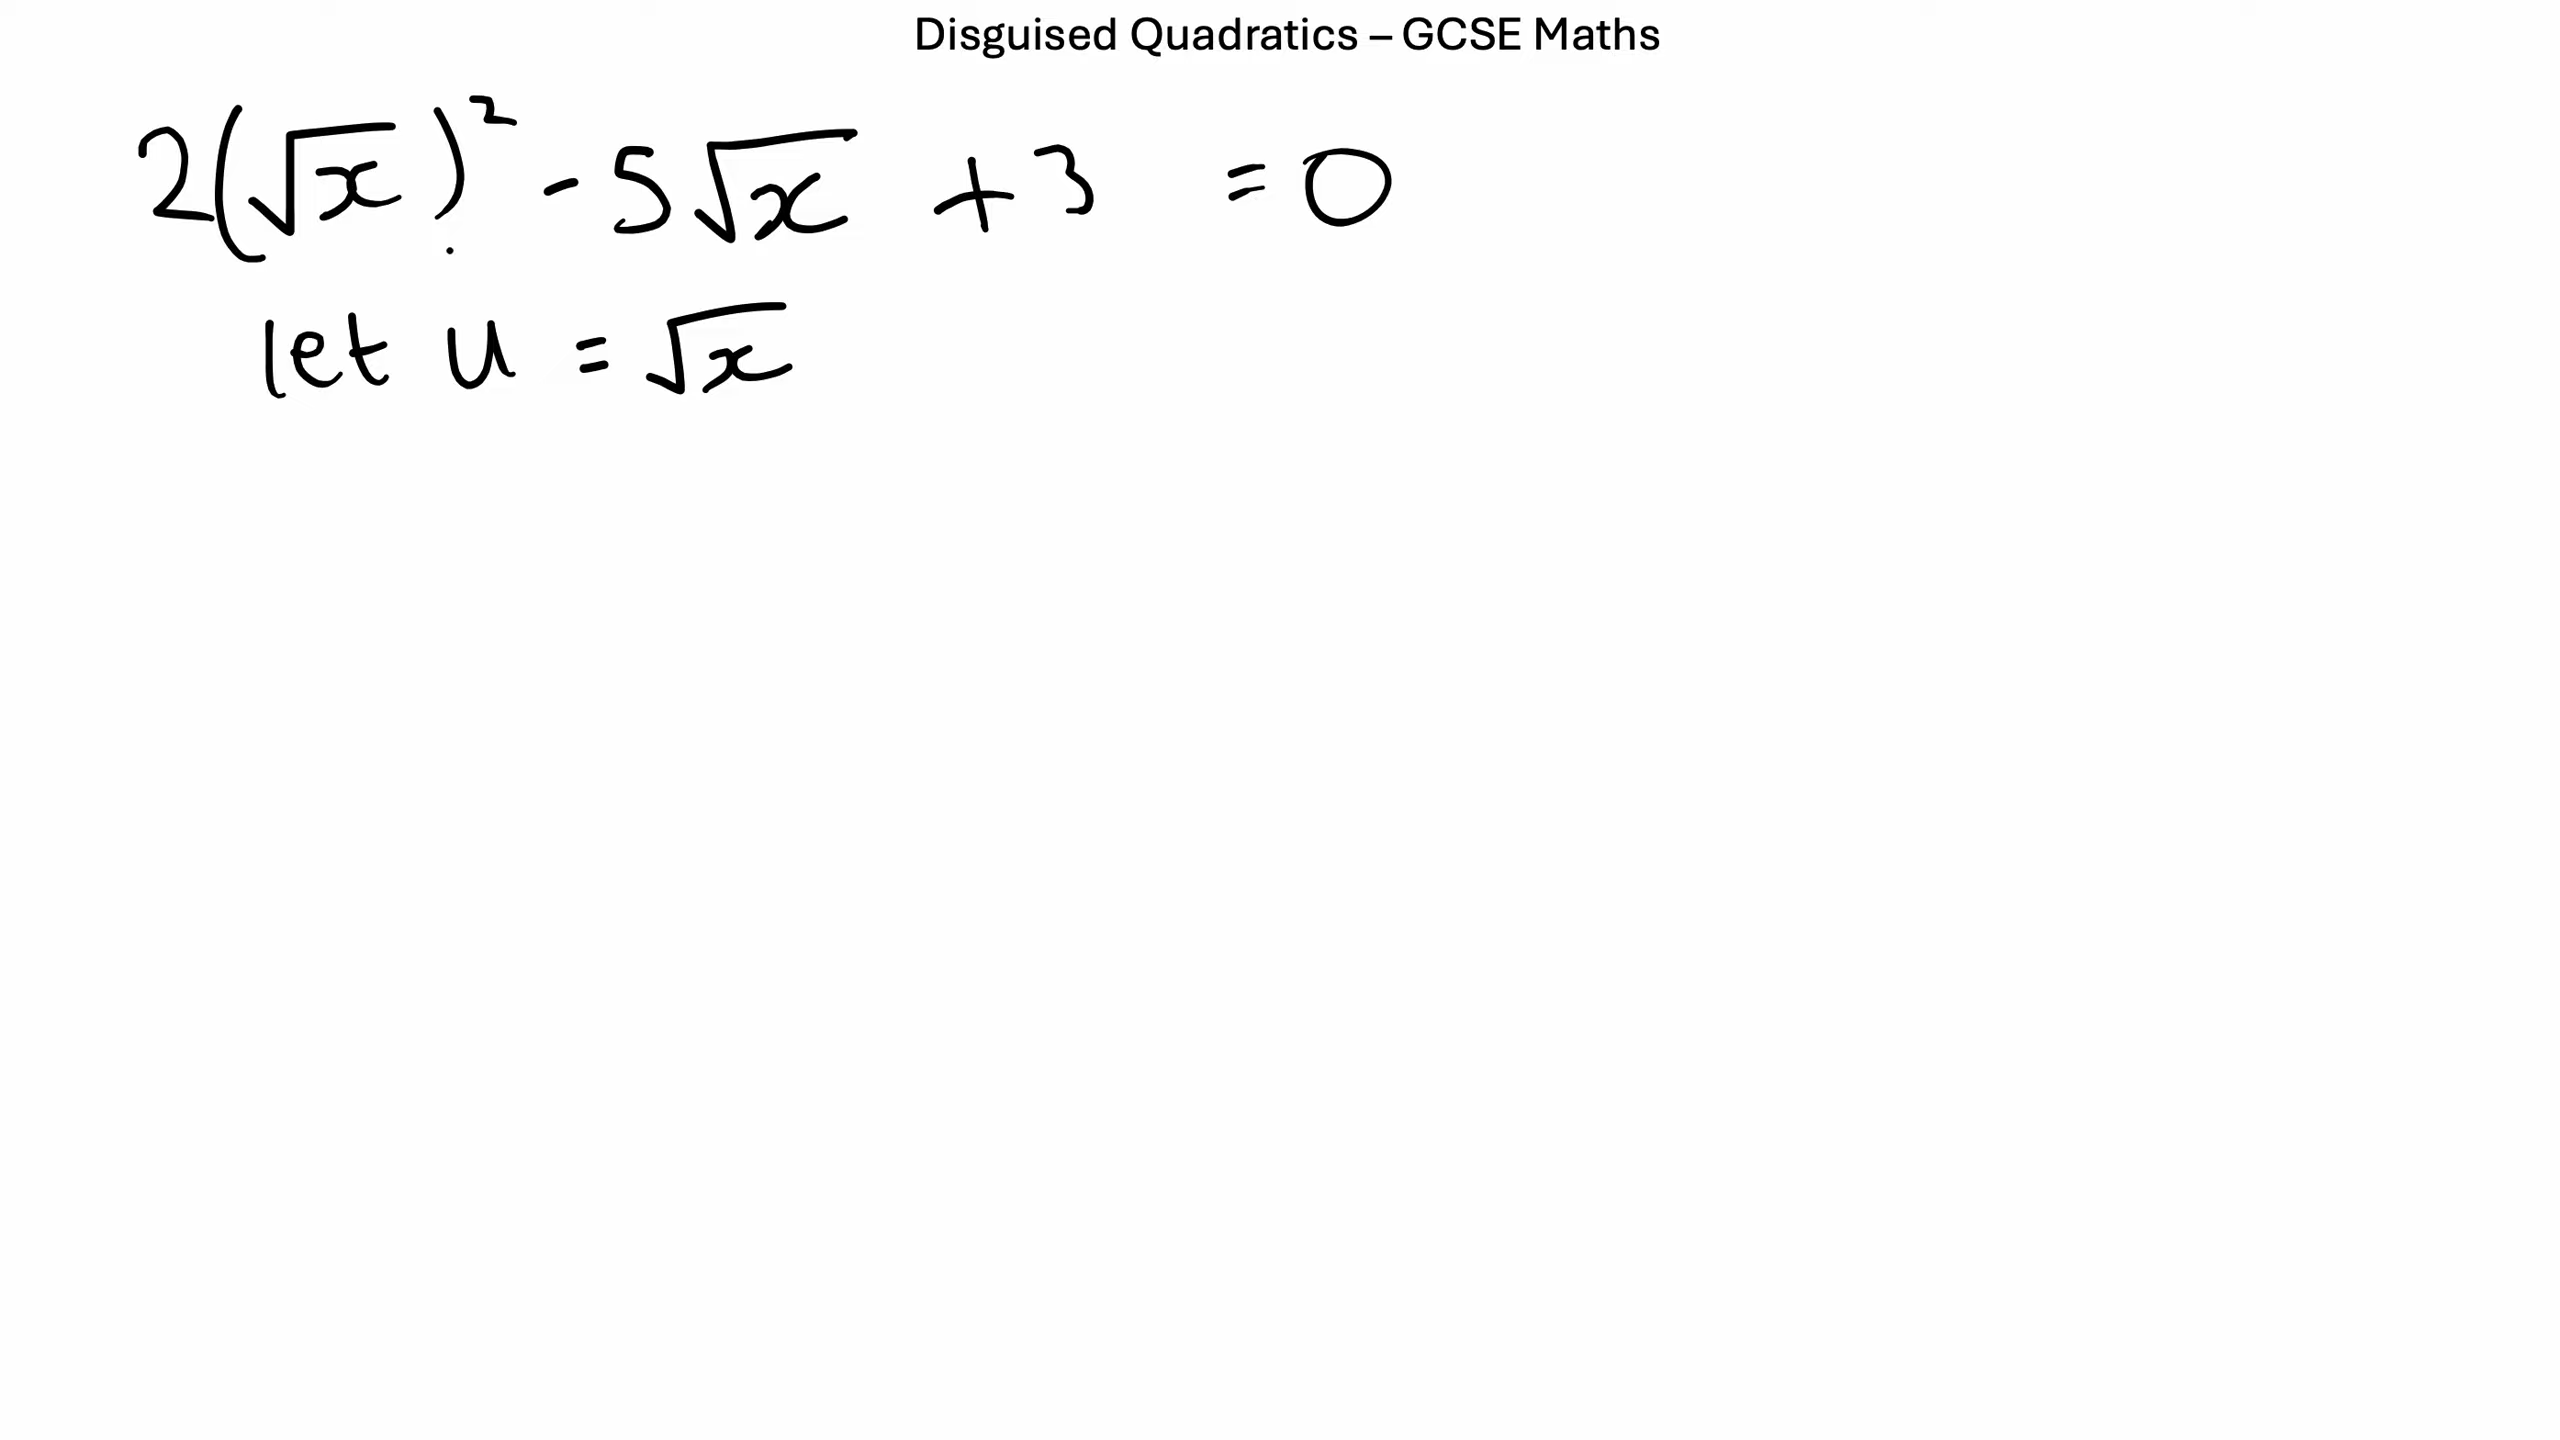 Disguised Quadratics – GCSE Maths
2(√x)² - 5√x + 3 = 0
let u = √x